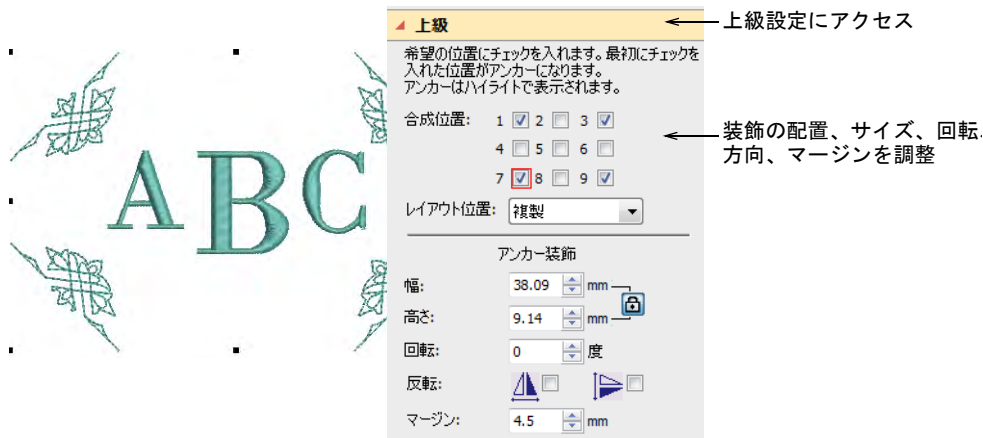 上級
上級設定にアクセス
希望の位置にチェックを入れます。最初にチェックを
入れた位置がアンカーになります。
アンカーはハイライトで表示されます。
合成位置: 1 2 3
4 5 6
7 8 9
装飾の配置、サイズ、回転、
方向、マージンを調整
ABC
レイアウト位置: 複製
アンカー装飾
幅: 38.09 mm
高さ: 9.14 mm
回転: 0 度
反転:
マージン: 4.5 mm